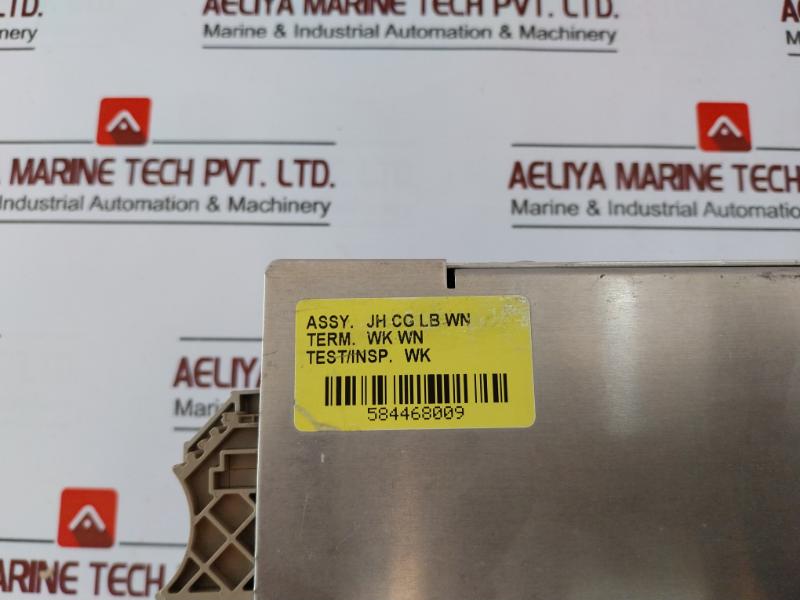 AELIYA MARINE TECH PVT. LTD.
Marine & Industrial Automation & Machinery
MARINE TECH PVT. LTD.
Industrial Automation & Machinery
AELIYA MARINE TECH
Marine & Industrial Automation
AELIYA
Marine
ARINE TECH
ASSY. JH CG LB WN
TERM. WK WN
TEST/INSP. WK
584468009